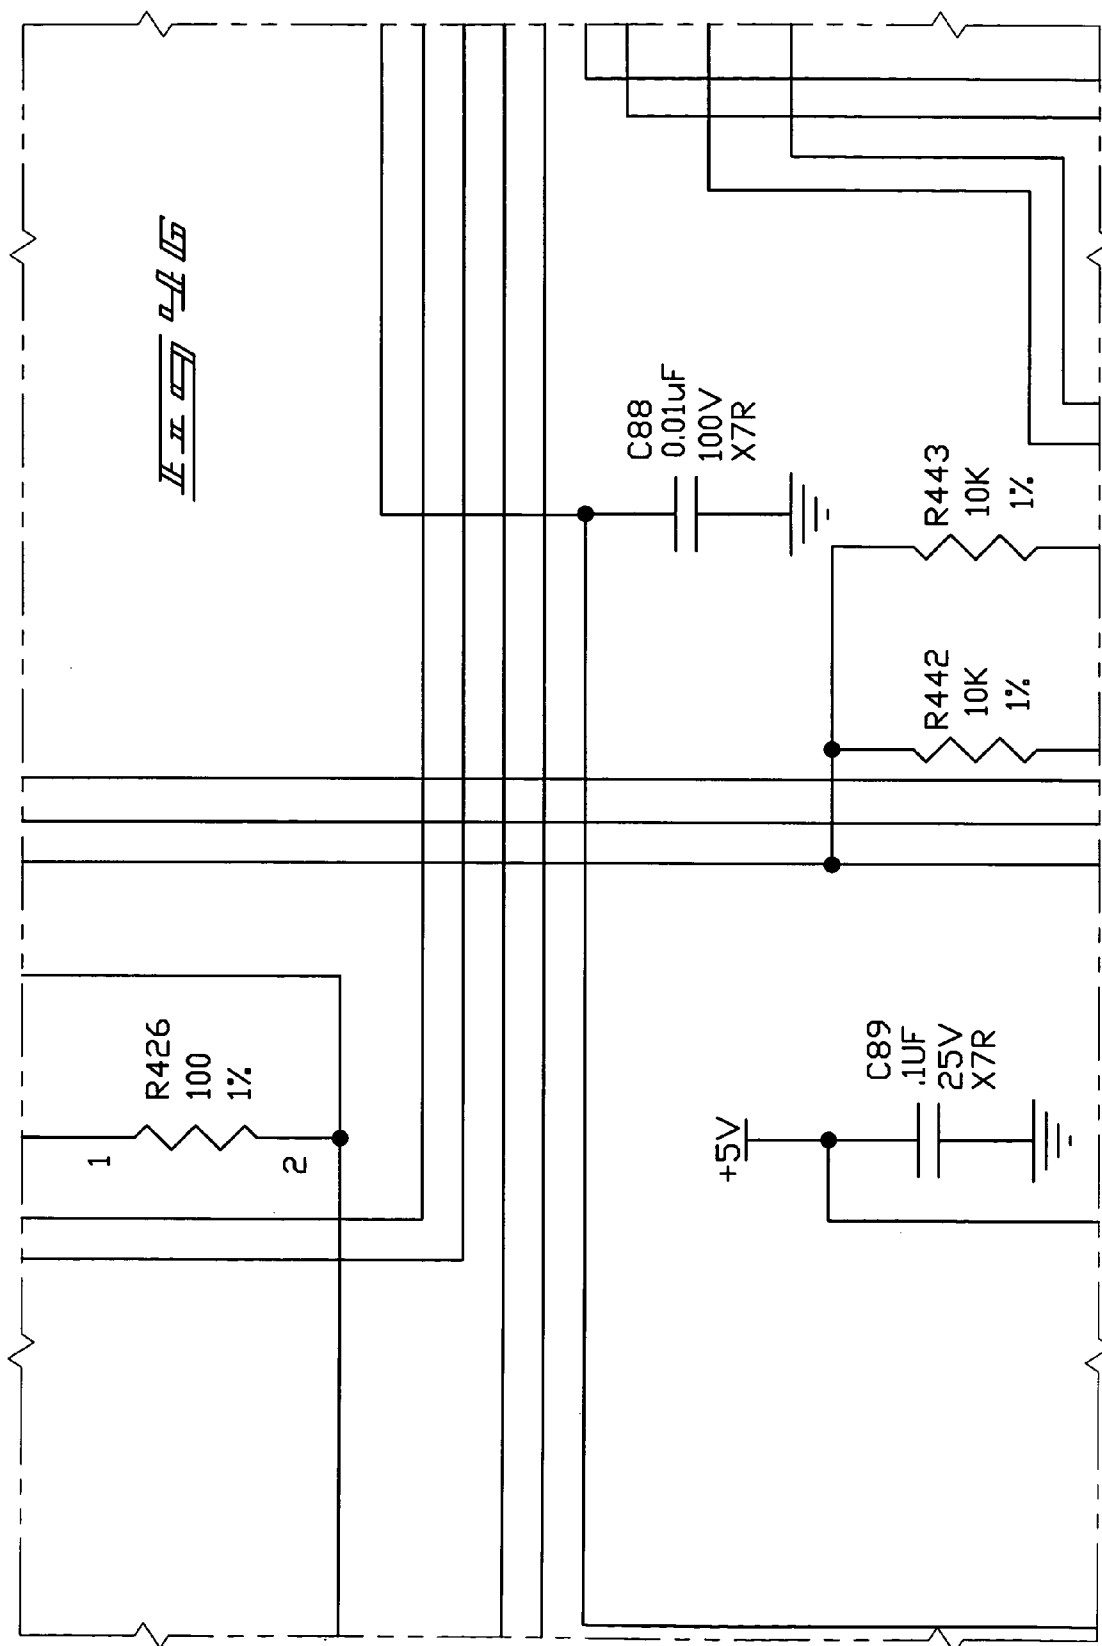 FIG 4G
1
R426
100
1%
2
C88
0.01uF
100V
X7R
+5V
C89
.1UF
25V
X7R
R442
10K
1%
R443
10K
1%